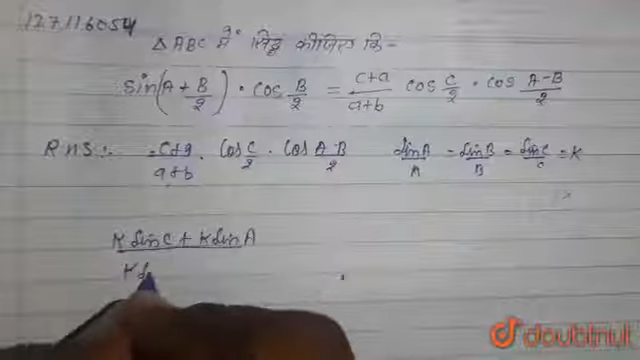 127116054
△ ABC में सिद्ध कीजिए कि-
sin(A + B/2) · cos B/2 = c+a/a+b cos C/2 · cos A-B/2
RHS :- = c+a/a+b · cos C/2 · cos A-B/2 sinA/A = sinB/B = sinC/c = K
K sinC + K sinA
K s
doubtnut